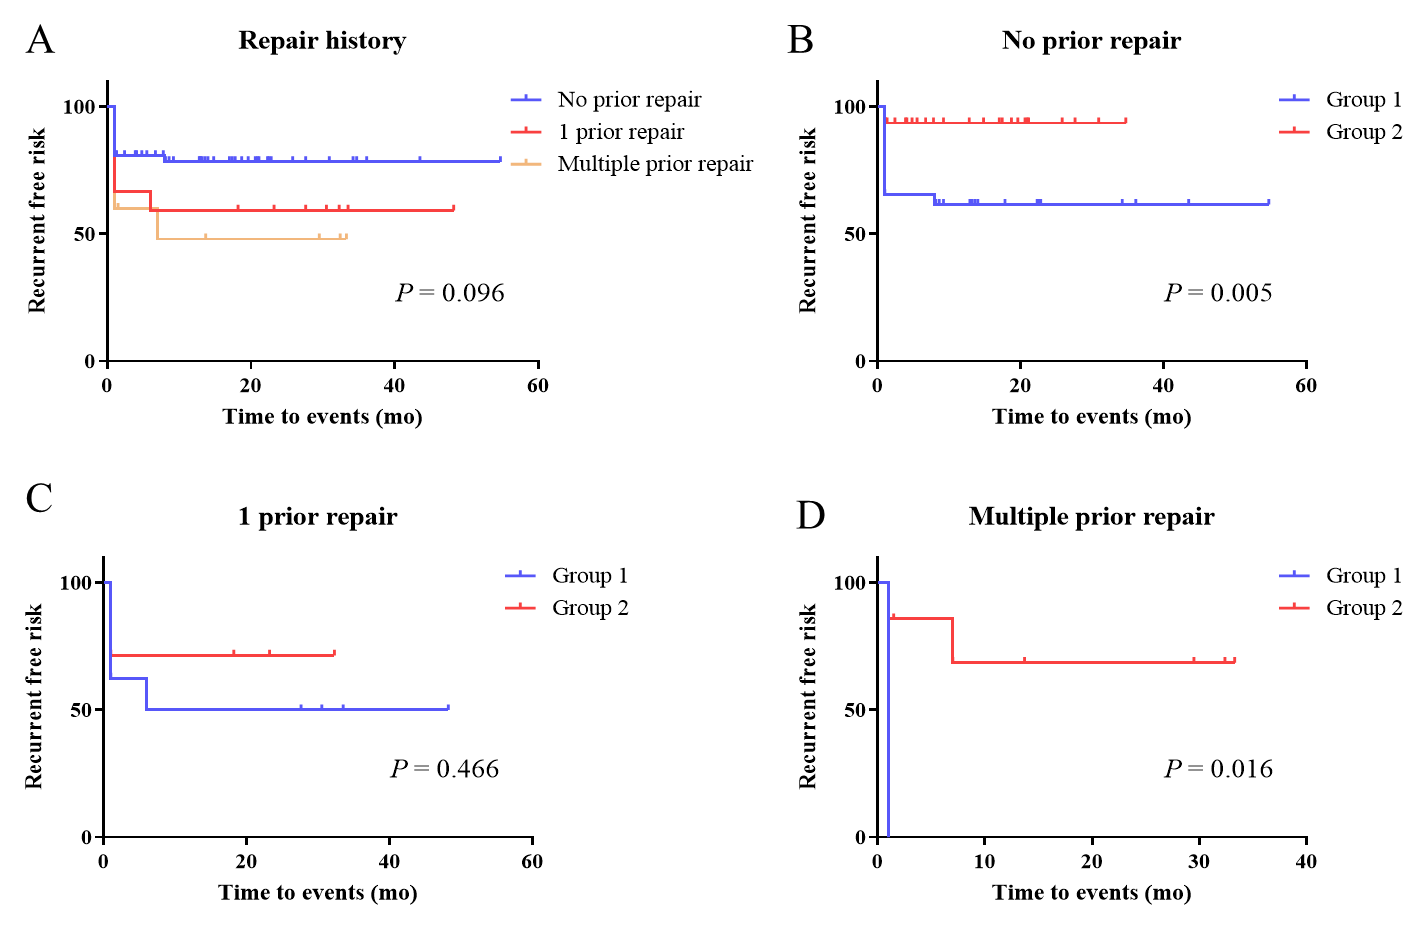 A
Repair history
No prior repair
1 prior repair
Multiple prior repair
Recurrent free risk
100
50
0
P = 0.096
0 20 40 60
Time to events (mo)
B
No prior repair
Group 1
Group 2
Recurrent free risk
100
50
0
P = 0.005
0 20 40 60
Time to events (mo)
C
1 prior repair
Group 1
Group 2
Recurrent free risk
100
50
0
P = 0.466
0 20 40 60
Time to events (mo)
D
Multiple prior repair
Group 1
Group 2
Recurrent free risk
100
50
0
P = 0.016
0 10 20 30 40
Time to events (mo)